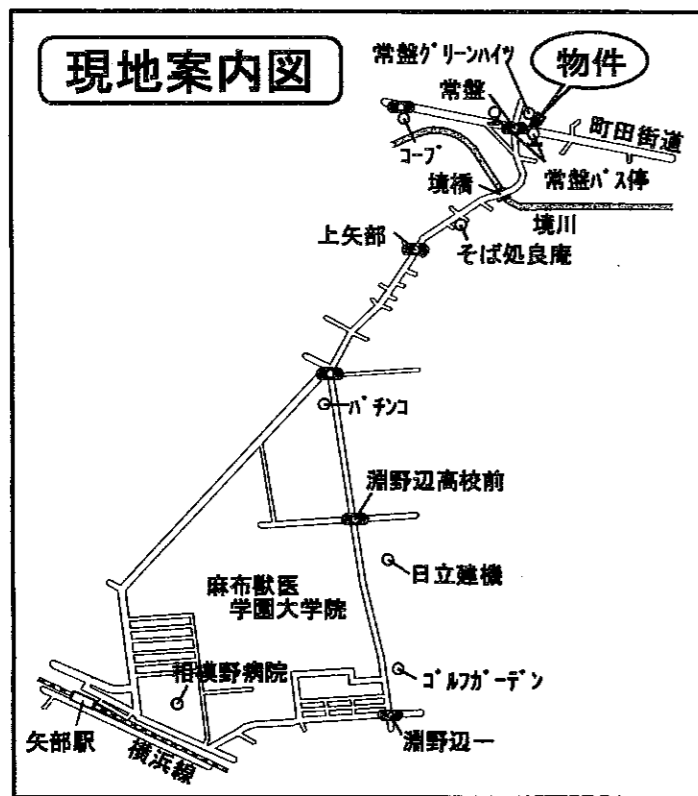 現地案内図
常盤グリーンハイツ
物件
常盤
町田街道
コープ
常盤バス停
境橋
境川
上矢部
そば処良庵
パチンコ
淵野辺高校前
日立建機
麻布獣医
学園大学院
相模野病院
ゴルフガーデン
矢部駅
横浜線
淵野辺一